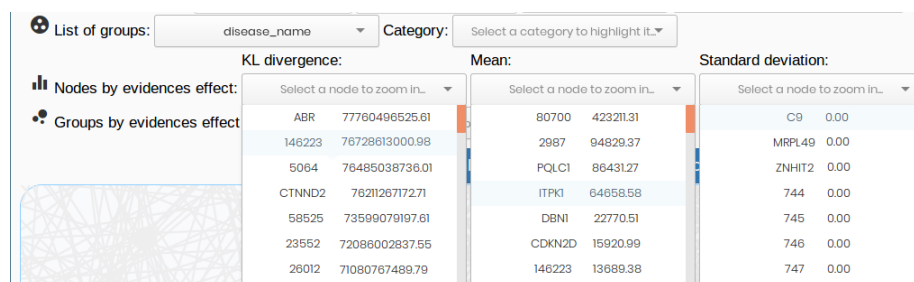 List of groups: disease_name Category: Select a category to highlight it...
KL divergence: Mean: Standard deviation:
Nodes by evidences effect: Select a node to zoom in... Select a node to zoom in... Select a node to zoom in...
Groups by evidences effect ABR 77760496525.61 80700 423211.31 C9 0.00
146223 76728613000.98 2987 94829.37 MRPL49 0.00
5064 76485038736.01 PQLC1 86431.27 ZNHIT2 0.00
CTNND2 76211267172.71 ITPK1 64658.58 744 0.00
58525 73599079197.61 DBN1 22770.51 745 0.00
23552 72086002837.55 CDKN2D 15920.99 746 0.00
26012 71080767489.79 146223 13689.38 747 0.00